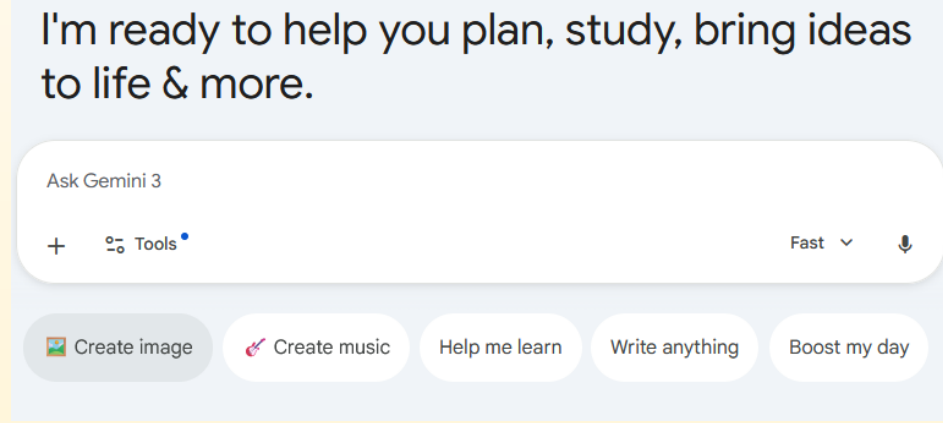 I'm ready to help you plan, study, bring ideas
to life & more.
Ask Gemini 3
Tools
Fast
Create image
Create music
Help me learn
Write anything
Boost my day